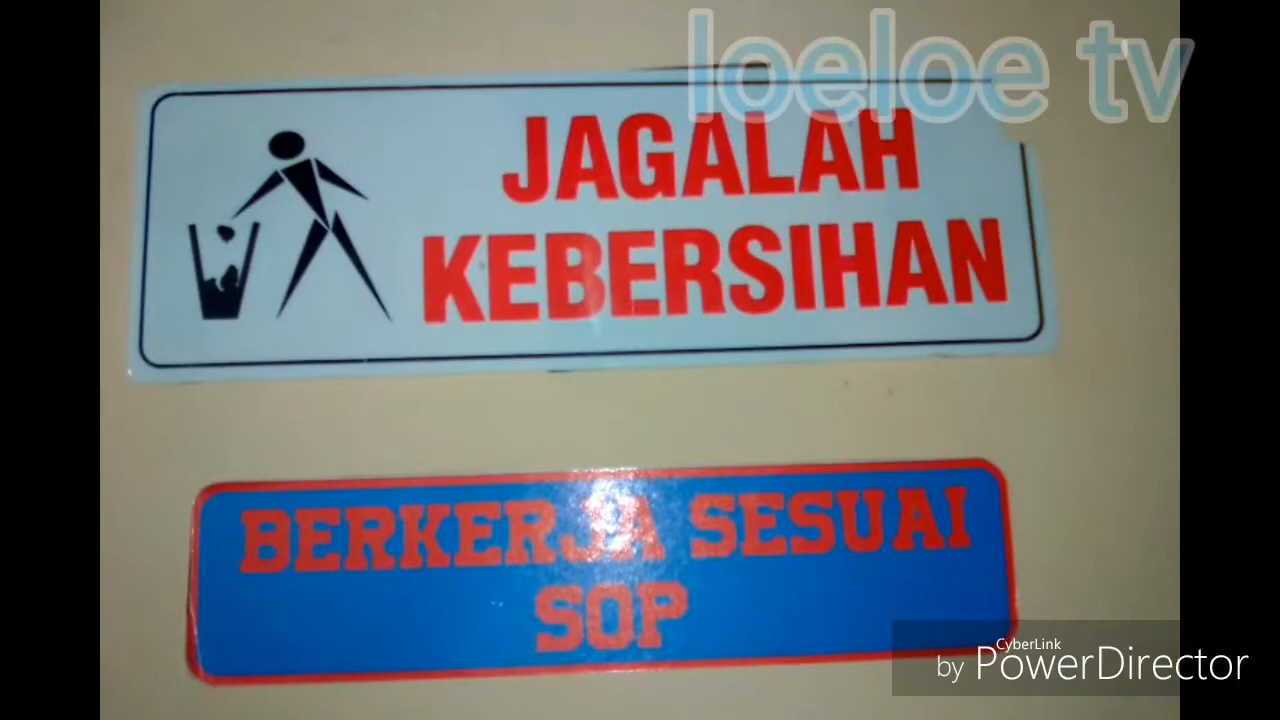 loeloe tv
JAGALAH
KEBERSIHAN
BERKERJA SESUAI
SOP
CyberLink
by PowerDirector